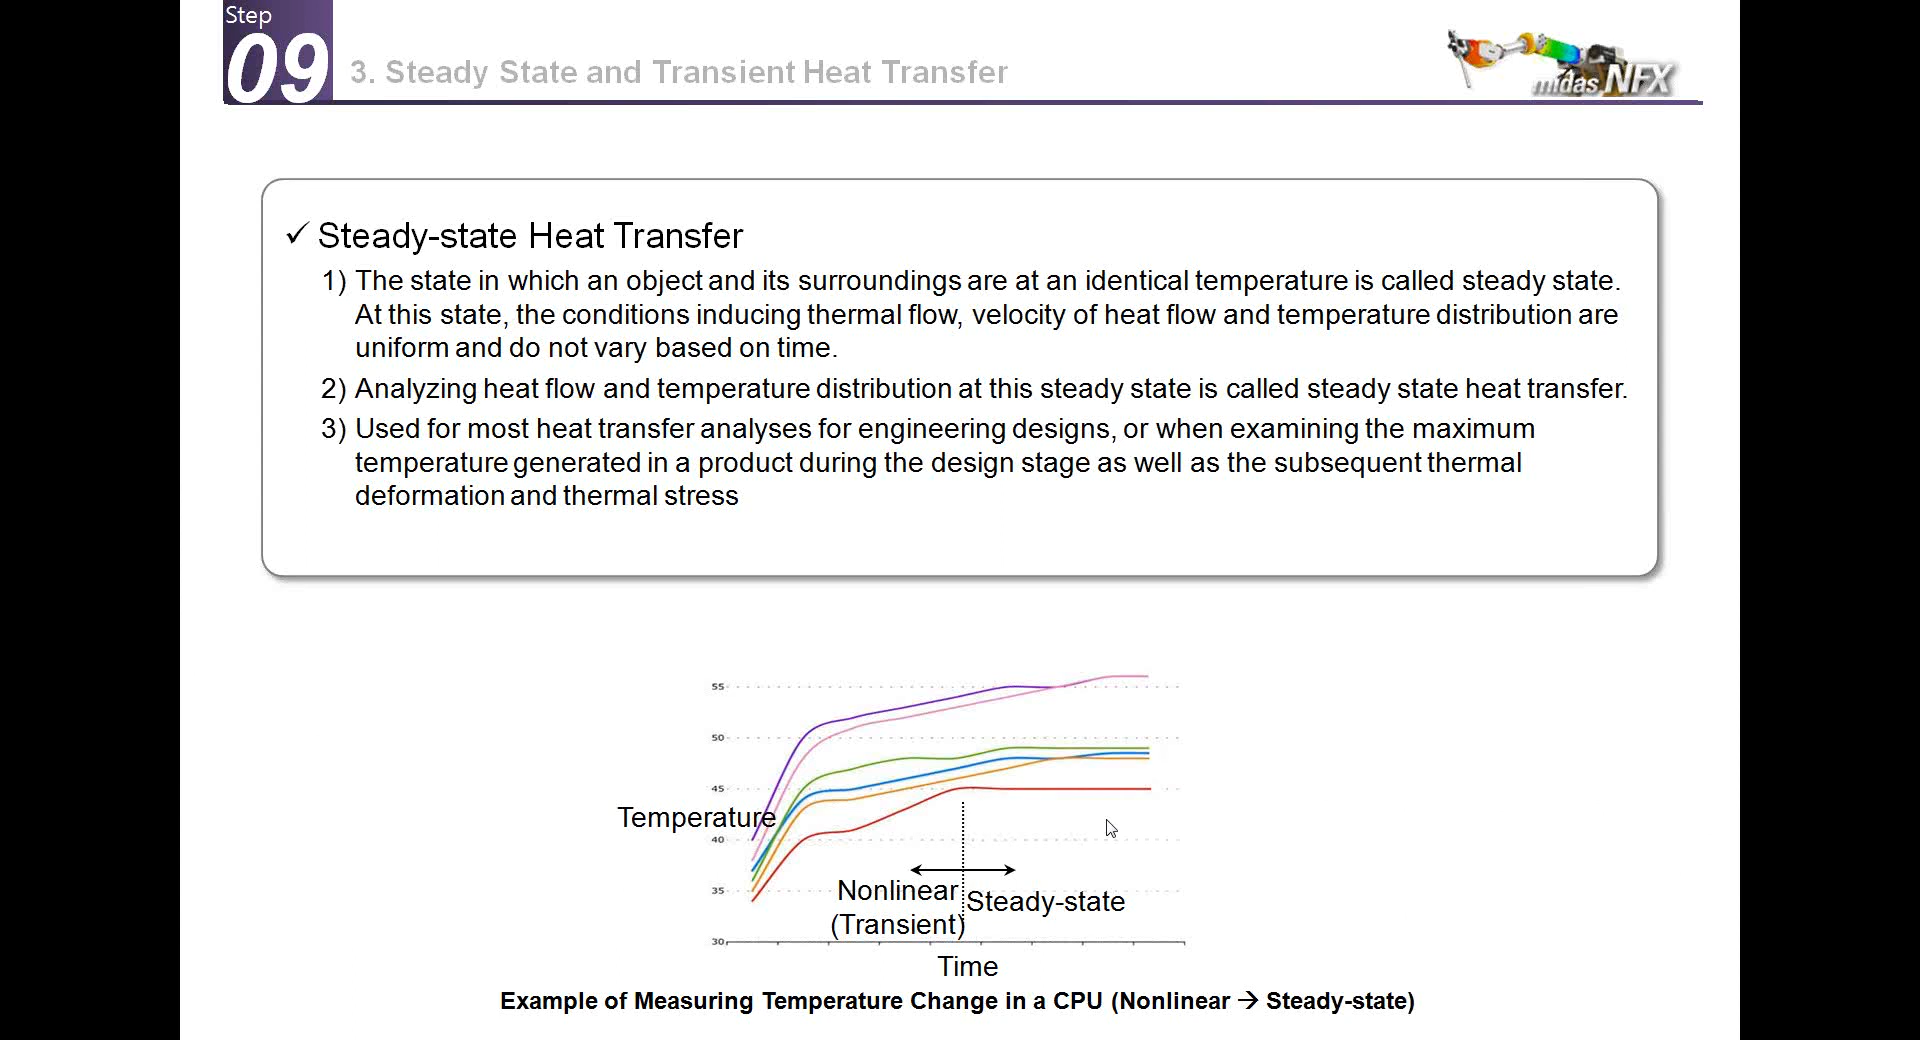 Step
09
3. Steady State and Transient Heat Transfer
midas NFX
✓ Steady-state Heat Transfer
1) The state in which an object and its surroundings are at an identical temperature is called steady state.
At this state, the conditions inducing thermal flow, velocity of heat flow and temperature distribution are
uniform and do not vary based on time.
2) Analyzing heat flow and temperature distribution at this steady state is called steady state heat transfer.
3) Used for most heat transfer analyses for engineering designs, or when examining the maximum
temperature generated in a product during the design stage as well as the subsequent thermal
deformation and thermal stress
55
50
45
Temperature
40
35
Nonlinear
Steady-state
(Transient)
30
Time
Example of Measuring Temperature Change in a CPU (Nonlinear → Steady-state)